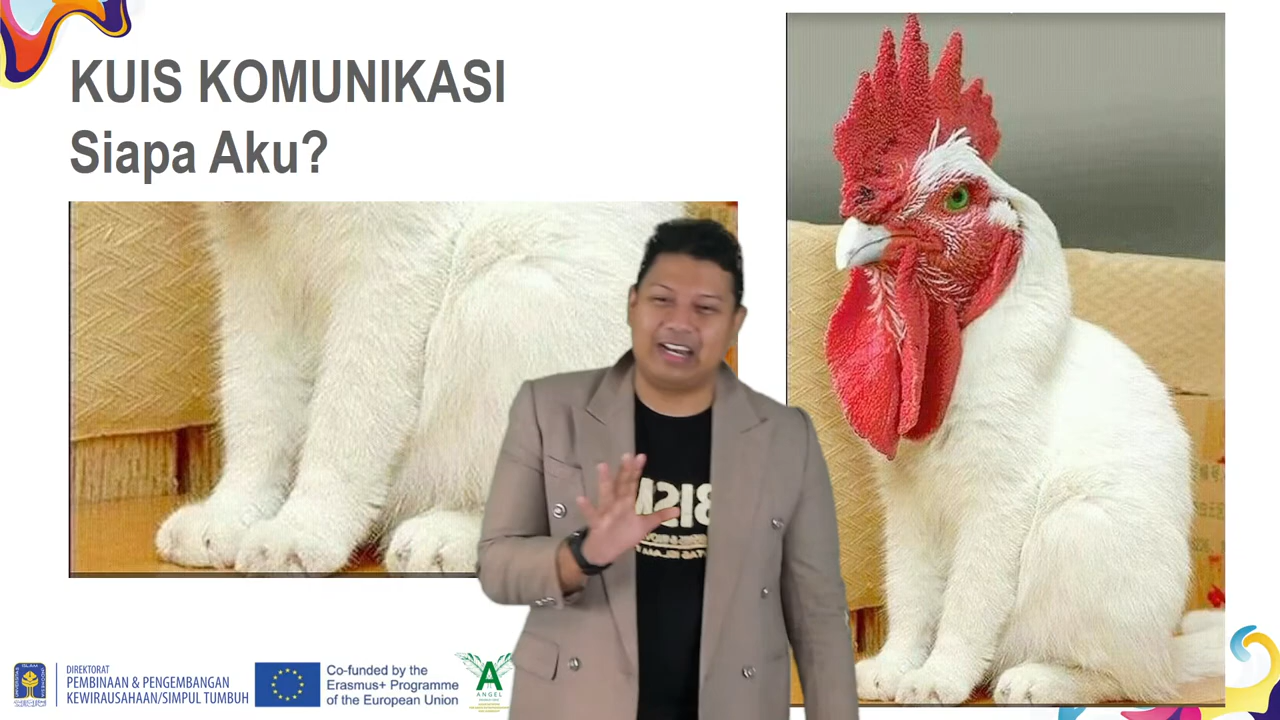 KUIS KOMUNIKASI
Siapa Aku?
DIREKTORAT
PEMBINAAN & PENGEMBANGAN
KEWIRAUSAHAAN/SIMPUL TUMBUH
Co-funded by the
Erasmus+ Programme
of the European Union
ANGEL
ISLAM